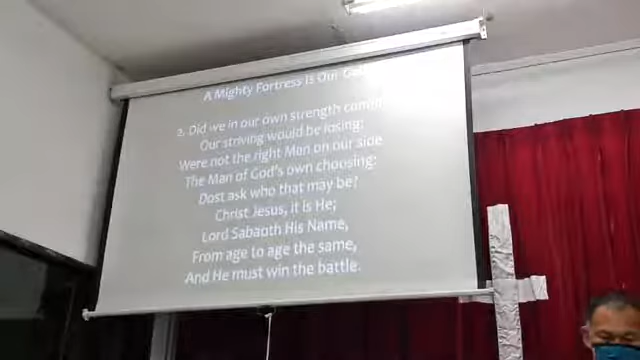 A Mighty Fortress Is Our God
2. Did we in our own strength confide
Our striving would be losing;
Were not the right Man on our side
The Man of God's own choosing:
Dost ask who that may be?
Christ Jesus, it is He;
Lord Sabaoth His Name,
From age to age the same,
And He must win the battle.